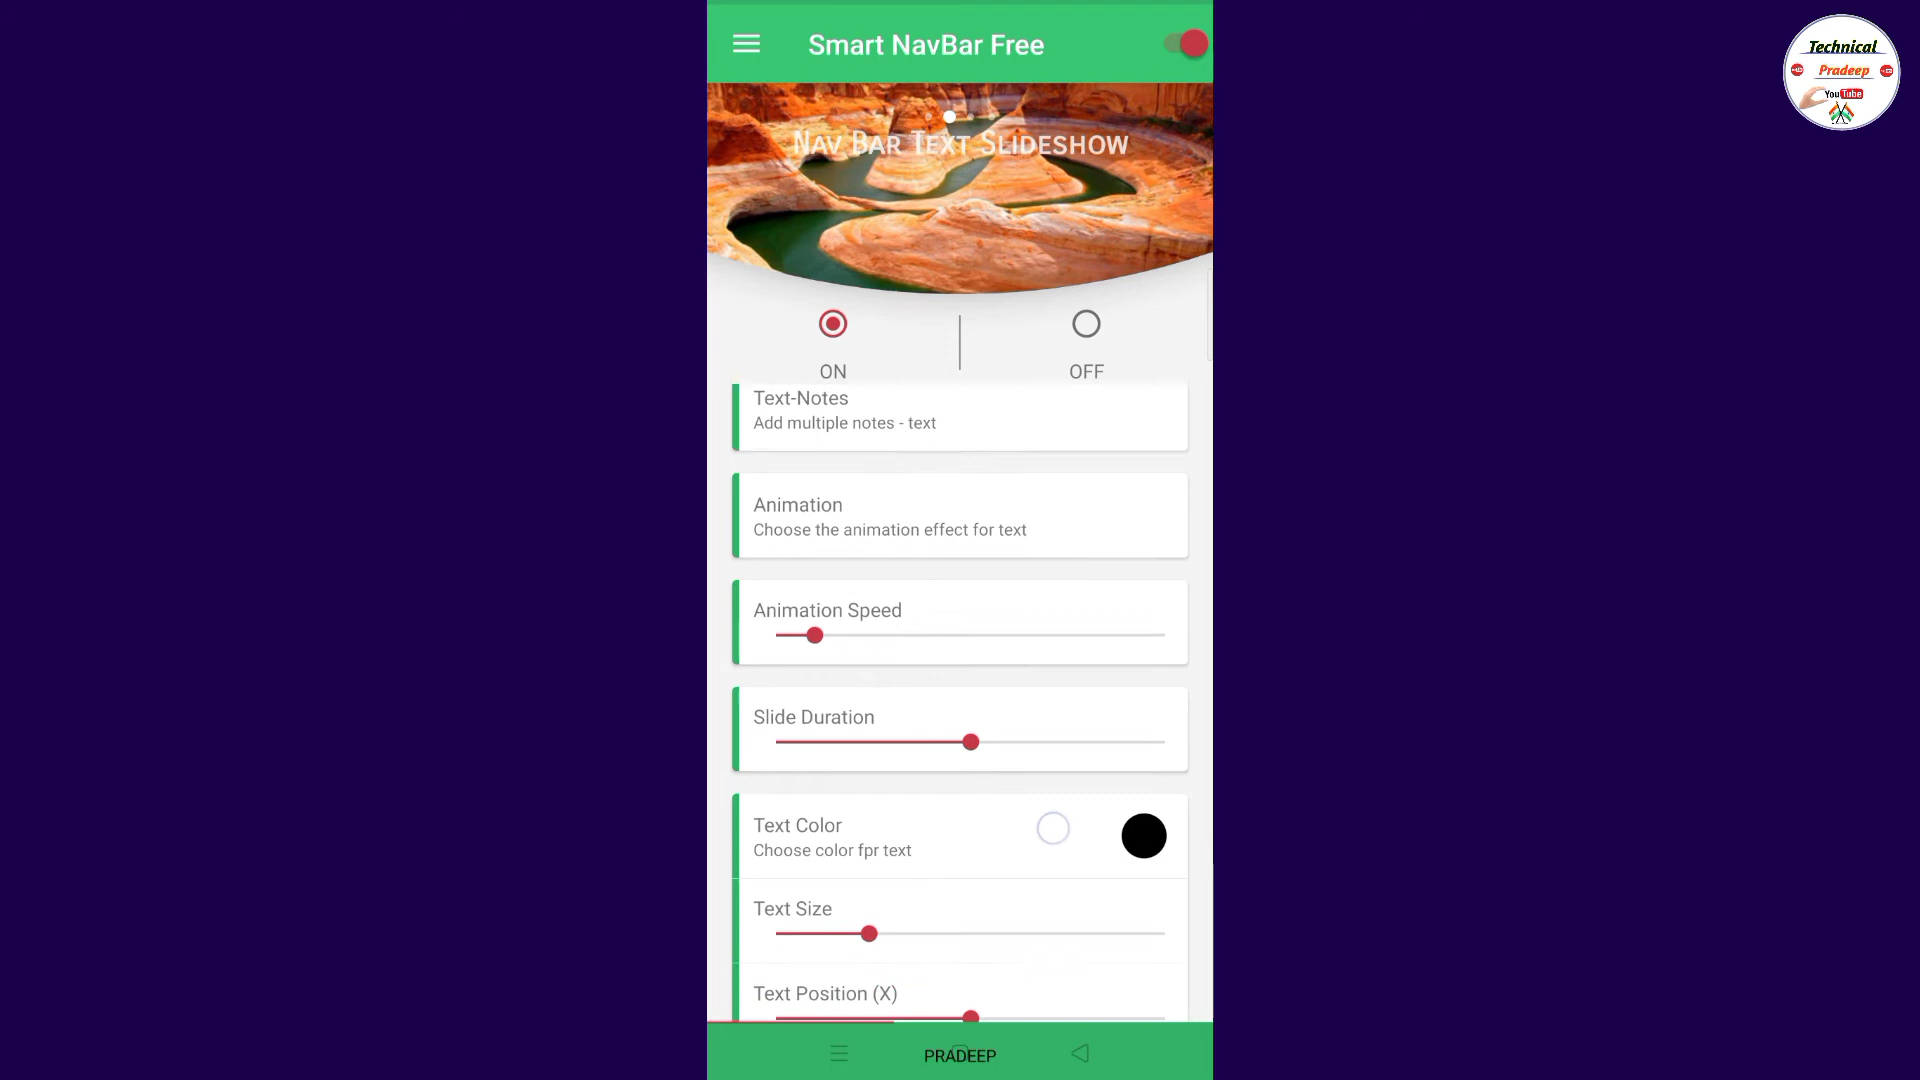 Smart NavBar Free
Technical
Pradeep
YouTube
Nav Bar Text Slideshow
ON
OFF
Text-Notes
Add multiple notes - text
Animation
Choose the animation effect for text
Animation Speed
Slide Duration
Text Color
Choose color fpr text
Text Size
Text Position (X)
PRADEEP